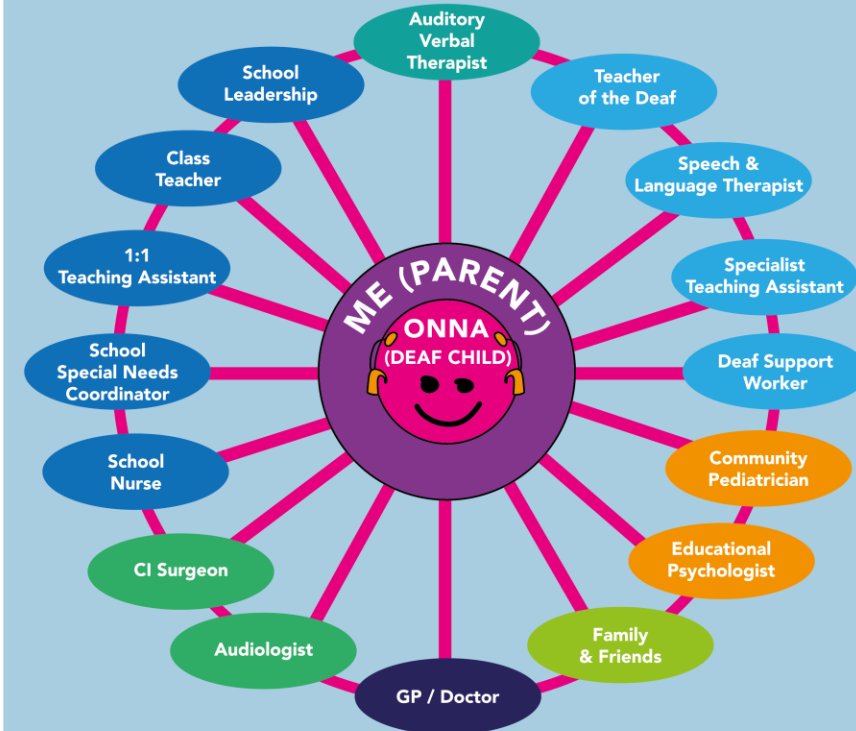 Auditory
Verbal
Therapist
Teacher
of the Deaf
Speech &
Language Therapist
Specialist
Teaching Assistant
Deaf Support
Worker
Community
Pediatrician
Educational
Psychologist
Family
& Friends
GP / Doctor
Audiologist
CI Surgeon
School
Nurse
School
Special Needs
Coordinator
1:1
Teaching Assistant
Class
Teacher
School
Leadership
ME (PARENT)
ONNA
(DEAF CHILD)